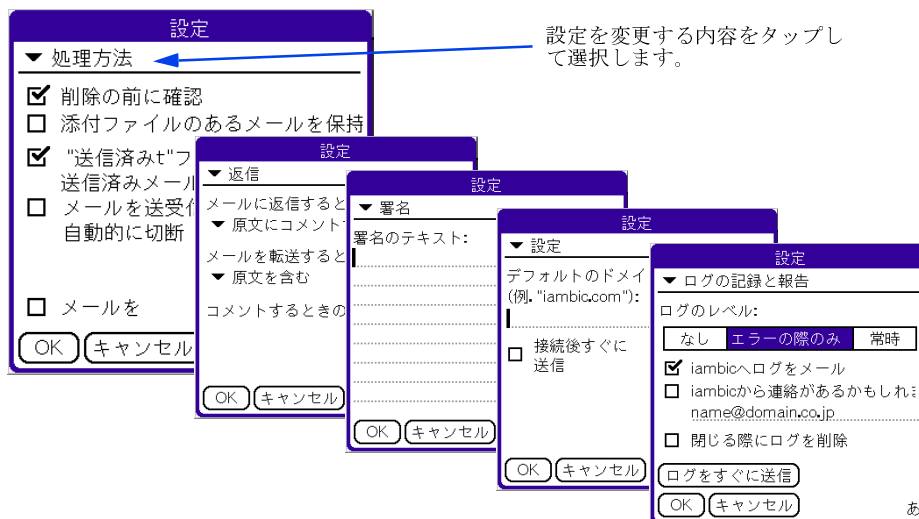 設定
▼ 処理方法
削除の前に確認
添付ファイルのあるメールを保持
"送信済みt"フ
送信済みメール
メールを送受信
自動的に切断
メールを
OK キャンセル
設定を変更する内容をタップし
て選択します。
設定
▼ 返信
メールに返信すると
▼ 原文にコメント
メールを転送すると
▼ 原文を含む
コメントするときの
OK キャンセル
設定
▼ 署名
署名のテキスト:
OK キャンセル
設定
▼ 設定
デフォルトのドメイ
(例. "iambic.com"):
接続後すぐに
送信
OK キャンセル
設定
▼ ログの記録と報告
ログのレベル:
なし エラーの際のみ 常時
iambicへログをメール
iambicから連絡があるかもしれま
name@domain.co.jp
閉じる際にログを削除
ログをすぐに送信
OK キャンセル
あ